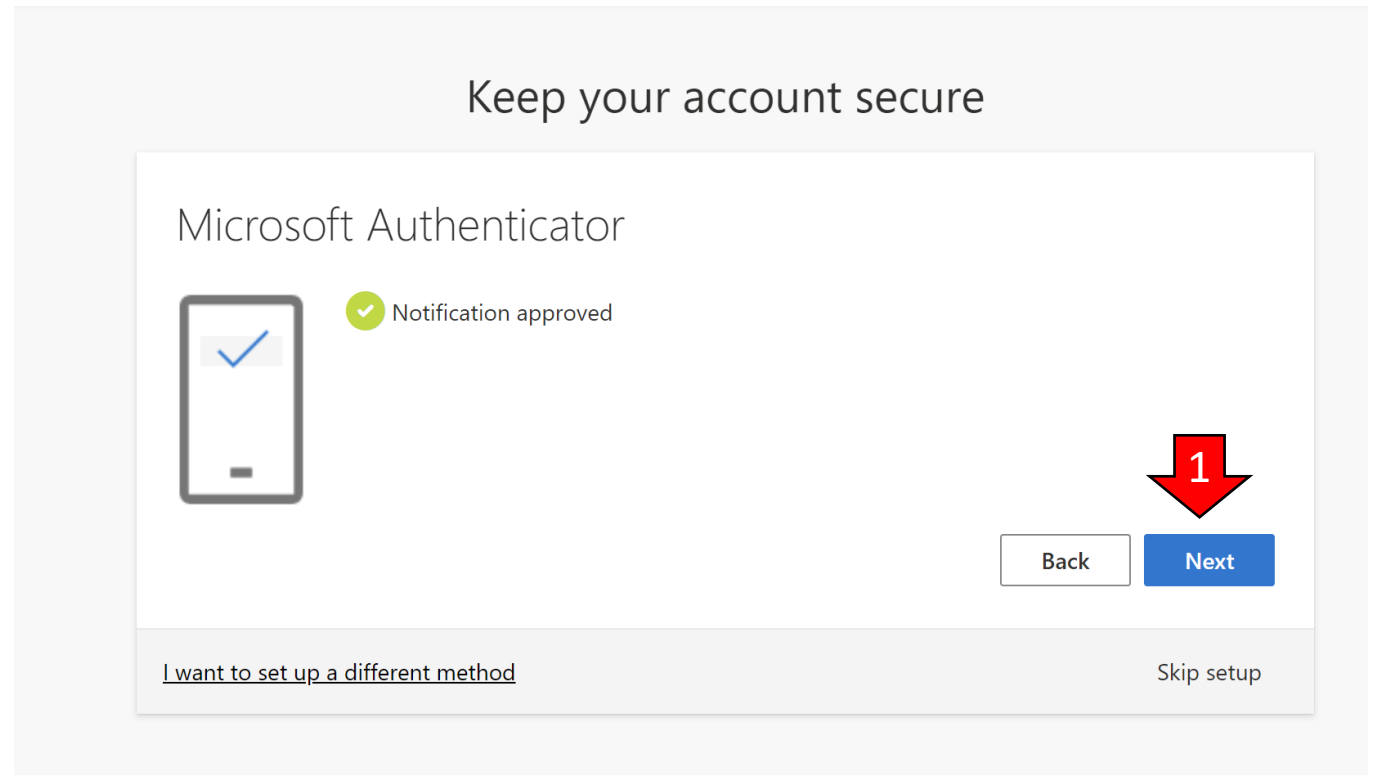 Keep your account secure
Microsoft Authenticator
Notification approved
1
Back
Next
I want to set up a different method
Skip setup